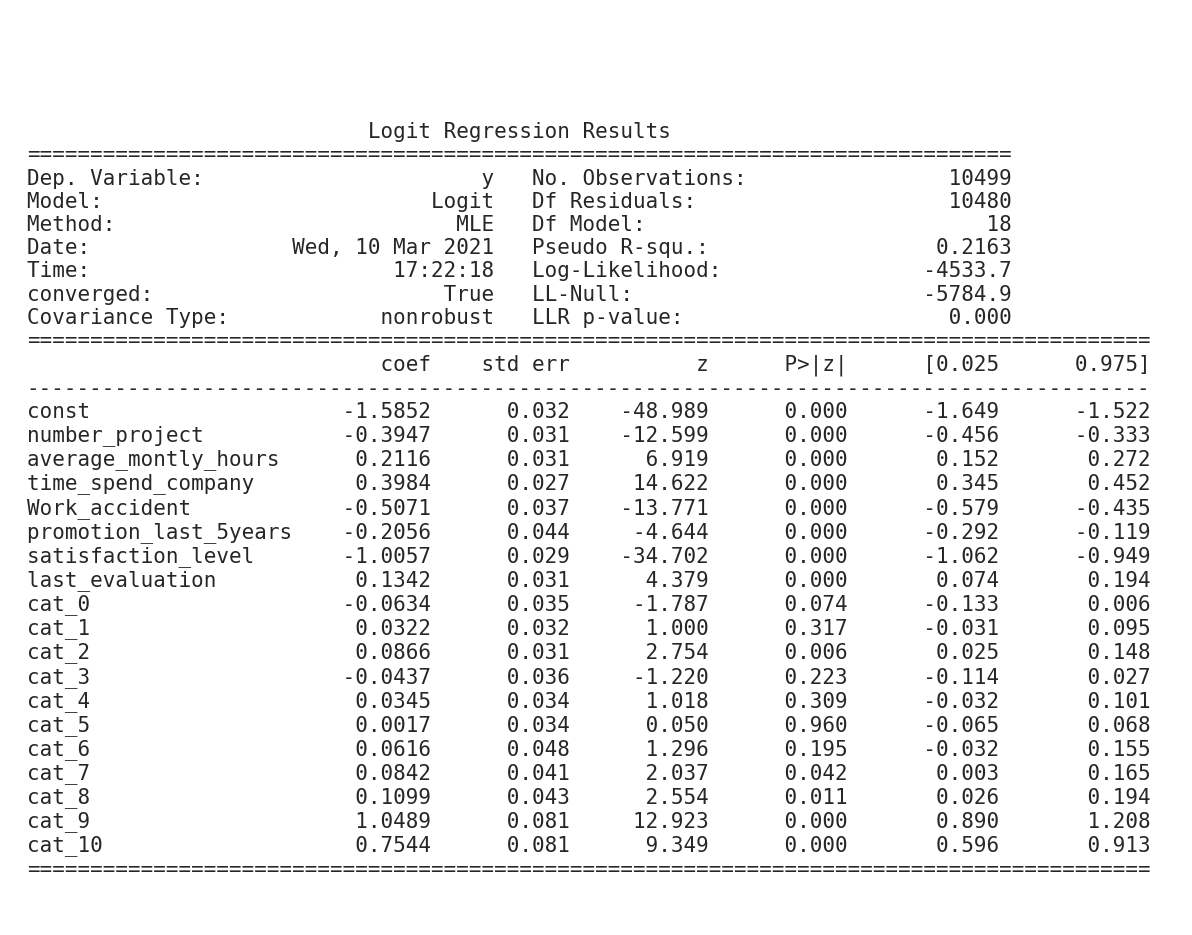 Logit Regression Results
==============================================================================
Dep. Variable:                      y   No. Observations:                10499
Model:                          Logit   Df Residuals:                    10480
Method:                           MLE   Df Model:                           18
Date:                Wed, 10 Mar 2021   Pseudo R-squ.:                  0.2163
Time:                        17:22:18   Log-Likelihood:                -4533.7
converged:                       True   LL-Null:                       -5784.9
Covariance Type:            nonrobust   LLR p-value:                     0.000
=========================================================================================
                            coef    std err          z      P>|z|      [0.025      0.975]
-----------------------------------------------------------------------------------------
const                    -1.5852      0.032    -48.989      0.000      -1.649      -1.522
number_project           -0.3947      0.031    -12.599      0.000      -0.456      -0.333
average_montly_hours      0.2116      0.031      6.919      0.000       0.152       0.272
time_spend_company        0.3984      0.027     14.622      0.000       0.345       0.452
Work_accident            -0.5071      0.037    -13.771      0.000      -0.579      -0.435
promotion_last_5years    -0.2056      0.044     -4.644      0.000      -0.292      -0.119
satisfaction_level       -1.0057      0.029    -34.702      0.000      -1.062      -0.949
last_evaluation           0.1342      0.031      4.379      0.000       0.074       0.194
cat_0                    -0.0634      0.035     -1.787      0.074      -0.133       0.006
cat_1                     0.0322      0.032      1.000      0.317      -0.031       0.095
cat_2                     0.0866      0.031      2.754      0.006       0.025       0.148
cat_3                    -0.0437      0.036     -1.220      0.223      -0.114       0.027
cat_4                     0.0345      0.034      1.018      0.309      -0.032       0.101
cat_5                     0.0017      0.034      0.050      0.960      -0.065       0.068
cat_6                     0.0616      0.048      1.296      0.195      -0.032       0.155
cat_7                     0.0842      0.041      2.037      0.042       0.003       0.165
cat_8                     0.1099      0.043      2.554      0.011       0.026       0.194
cat_9                     1.0489      0.081     12.923      0.000       0.890       1.208
cat_10                    0.7544      0.081      9.349      0.000       0.596       0.913
=========================================================================================